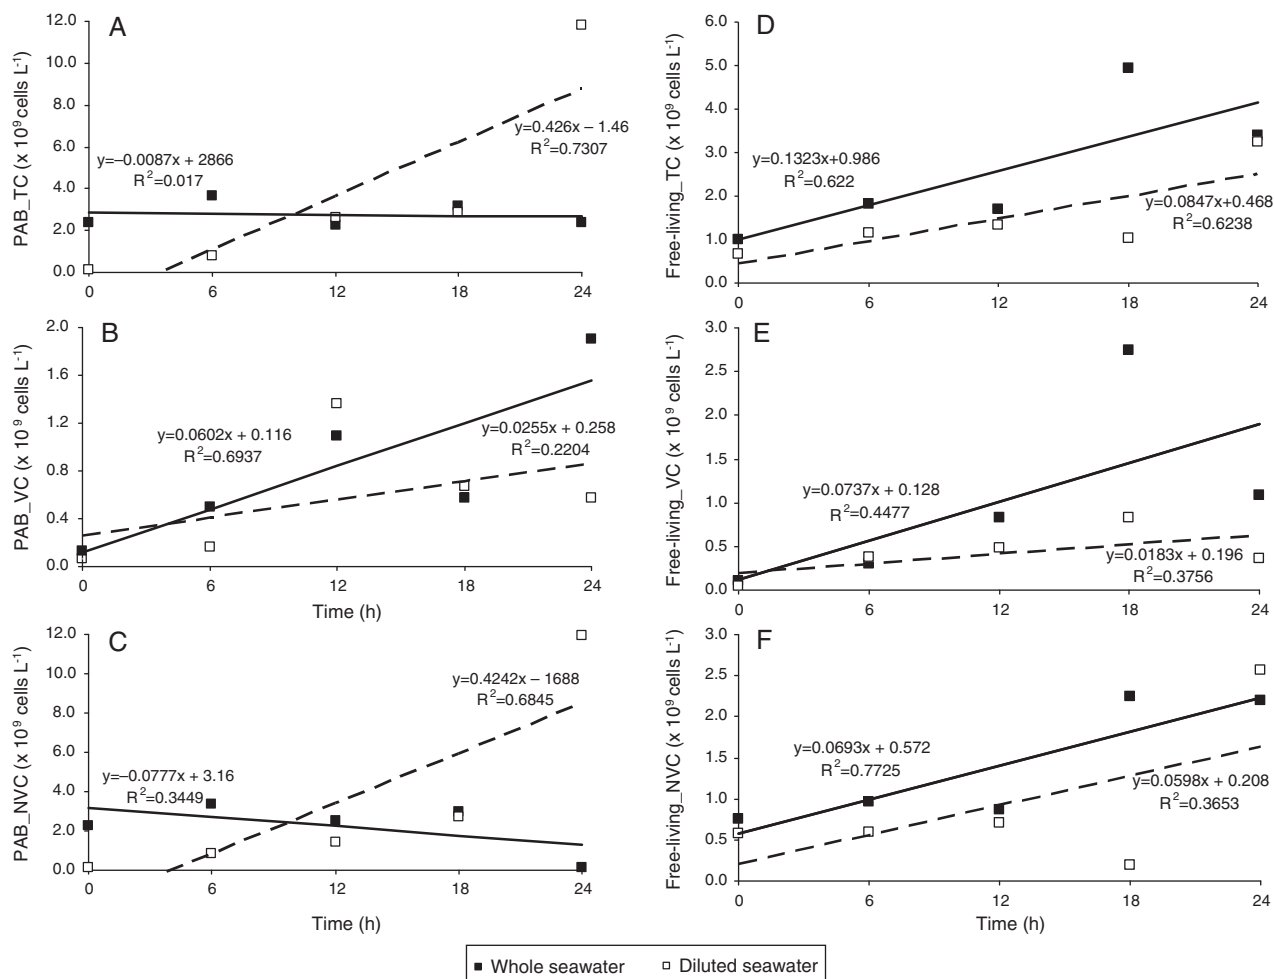 A
PAB_TC (x 10⁹ cells L⁻¹)
12.0
10.0
8.0
6.0
4.0
2.0
0.0
y=–0.0087x + 2866
R²=0.017
y=0.426x – 1.46
R²=0.7307
0 6 12 18 24
B
PAB_VC (x 10⁹ cells L⁻¹)
2.0
1.6
1.2
0.8
0.4
0.0
y=0.0602x + 0.116
R²=0.6937
y=0.0255x + 0.258
R²=0.2204
0 6 12 18 24
Time (h)
C
PAB_NVC (x 10⁹ cells L⁻¹)
12.0
10.0
8.0
6.0
4.0
2.0
0.0
y=0.4242x – 1688
R²=0.6845
y=–0.0777x + 3.16
R²=0.3449
0 6 12 18 24
Time (h)
D
Free-living_TC (x 10⁹ cells L⁻¹)
6.0
5.0
4.0
3.0
2.0
1.0
0.0
y=0.1323x+0.986
R²=0.622
y=0.0847x+0.468
R²=0.6238
0 6 12 18 24
E
Free-living_VC (x 10⁹ cells L⁻¹)
3.0
2.5
2.0
1.5
1.0
0.5
0.0
y=0.0737x + 0.128
R²=0.4477
y=0.0183x + 0.196
R²=0.3756
0 6 12 18 24
F
Free-living_NVC (x 10⁹ cells L⁻¹)
3.0
2.5
2.0
1.5
1.0
0.5
0.0
y=0.0693x + 0.572
R²=0.7725
y=0.0598x + 0.208
R²=0.3653
0 6 12 18 24
Time (h)
Whole seawater Diluted seawater